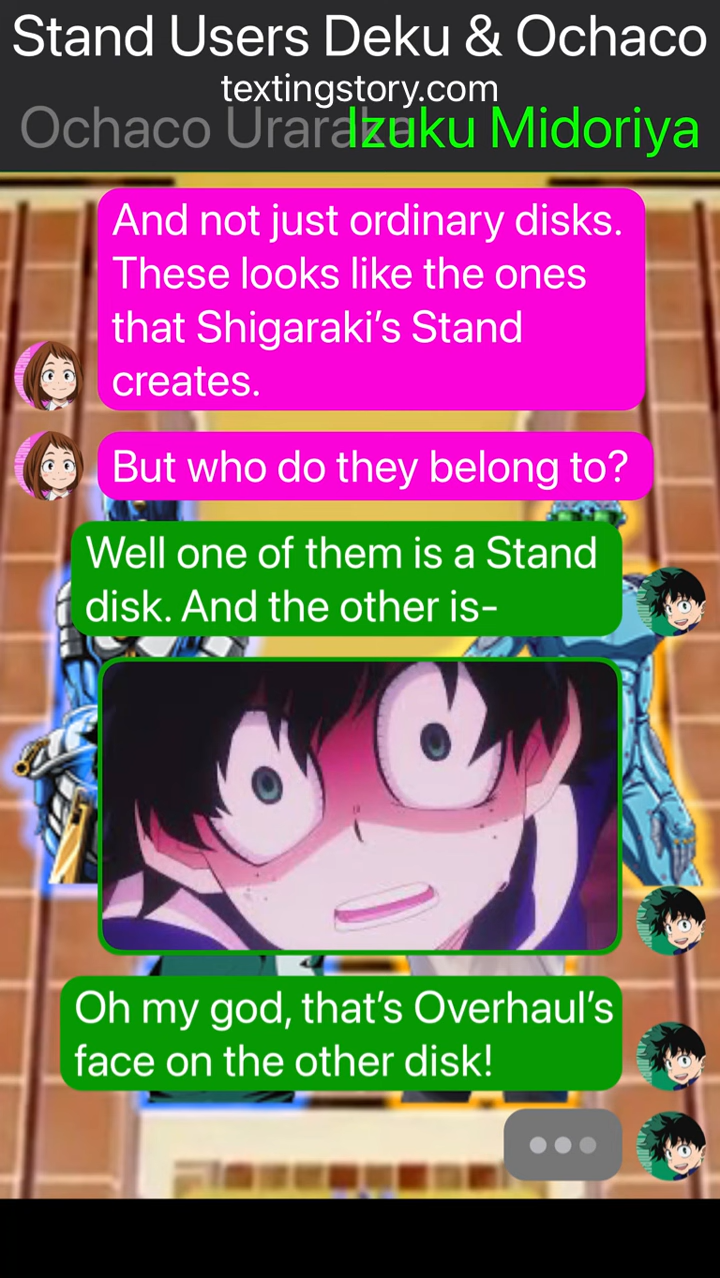 Stand Users Deku & Ochaco
textingstory.com
Ochaco Uraraka Izuku Midoriya
And not just ordinary disks.
These looks like the ones
that Shigaraki’s Stand
creates.
But who do they belong to?
Well one of them is a Stand
disk. And the other is-
Oh my god, that’s Overhaul’s
face on the other disk!